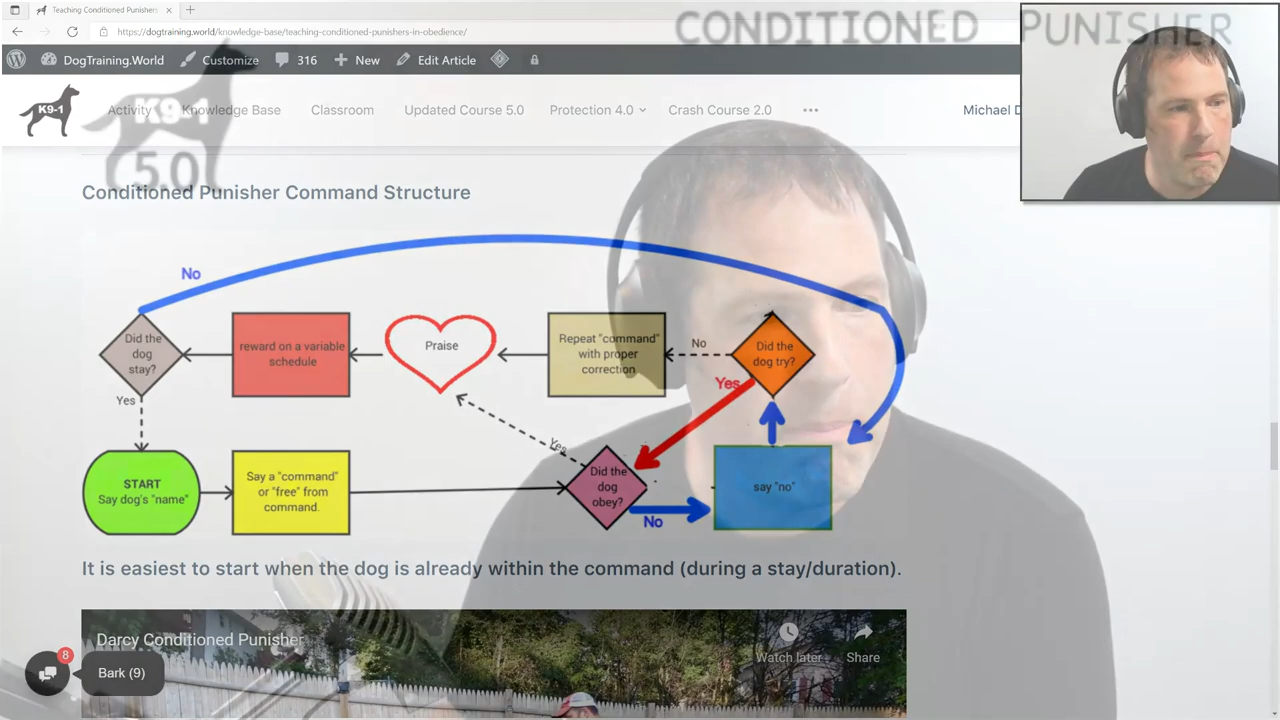 Teaching Conditioned Punishers
https://dogtraining.world/knowledge-base/teaching-conditioned-punishers-in-obedience/
CONDITIONED PUNISHER
DogTraining.World
Customize
316
New
Edit Article
K9-1
Activity
Knowledge Base
Classroom
Updated Course 5.0
Protection 4.0
Crash Course 2.0
Michael D
K9-1
5.0
Conditioned Punisher Command Structure
No
Did the
dog
stay?
reward on a variable
schedule
Praise
Repeat "command"
with proper
correction
No
Did the
dog try?
Yes
Yes
Yes
START
Say dog's "name"
Say a "command"
or "free" from
command.
Did the
dog
obey?
No
say "no"
It is easiest to start when the dog is already within the command (during a stay/duration).
Darcy Conditioned Punisher
Watch later
Share
8
Bark (9)